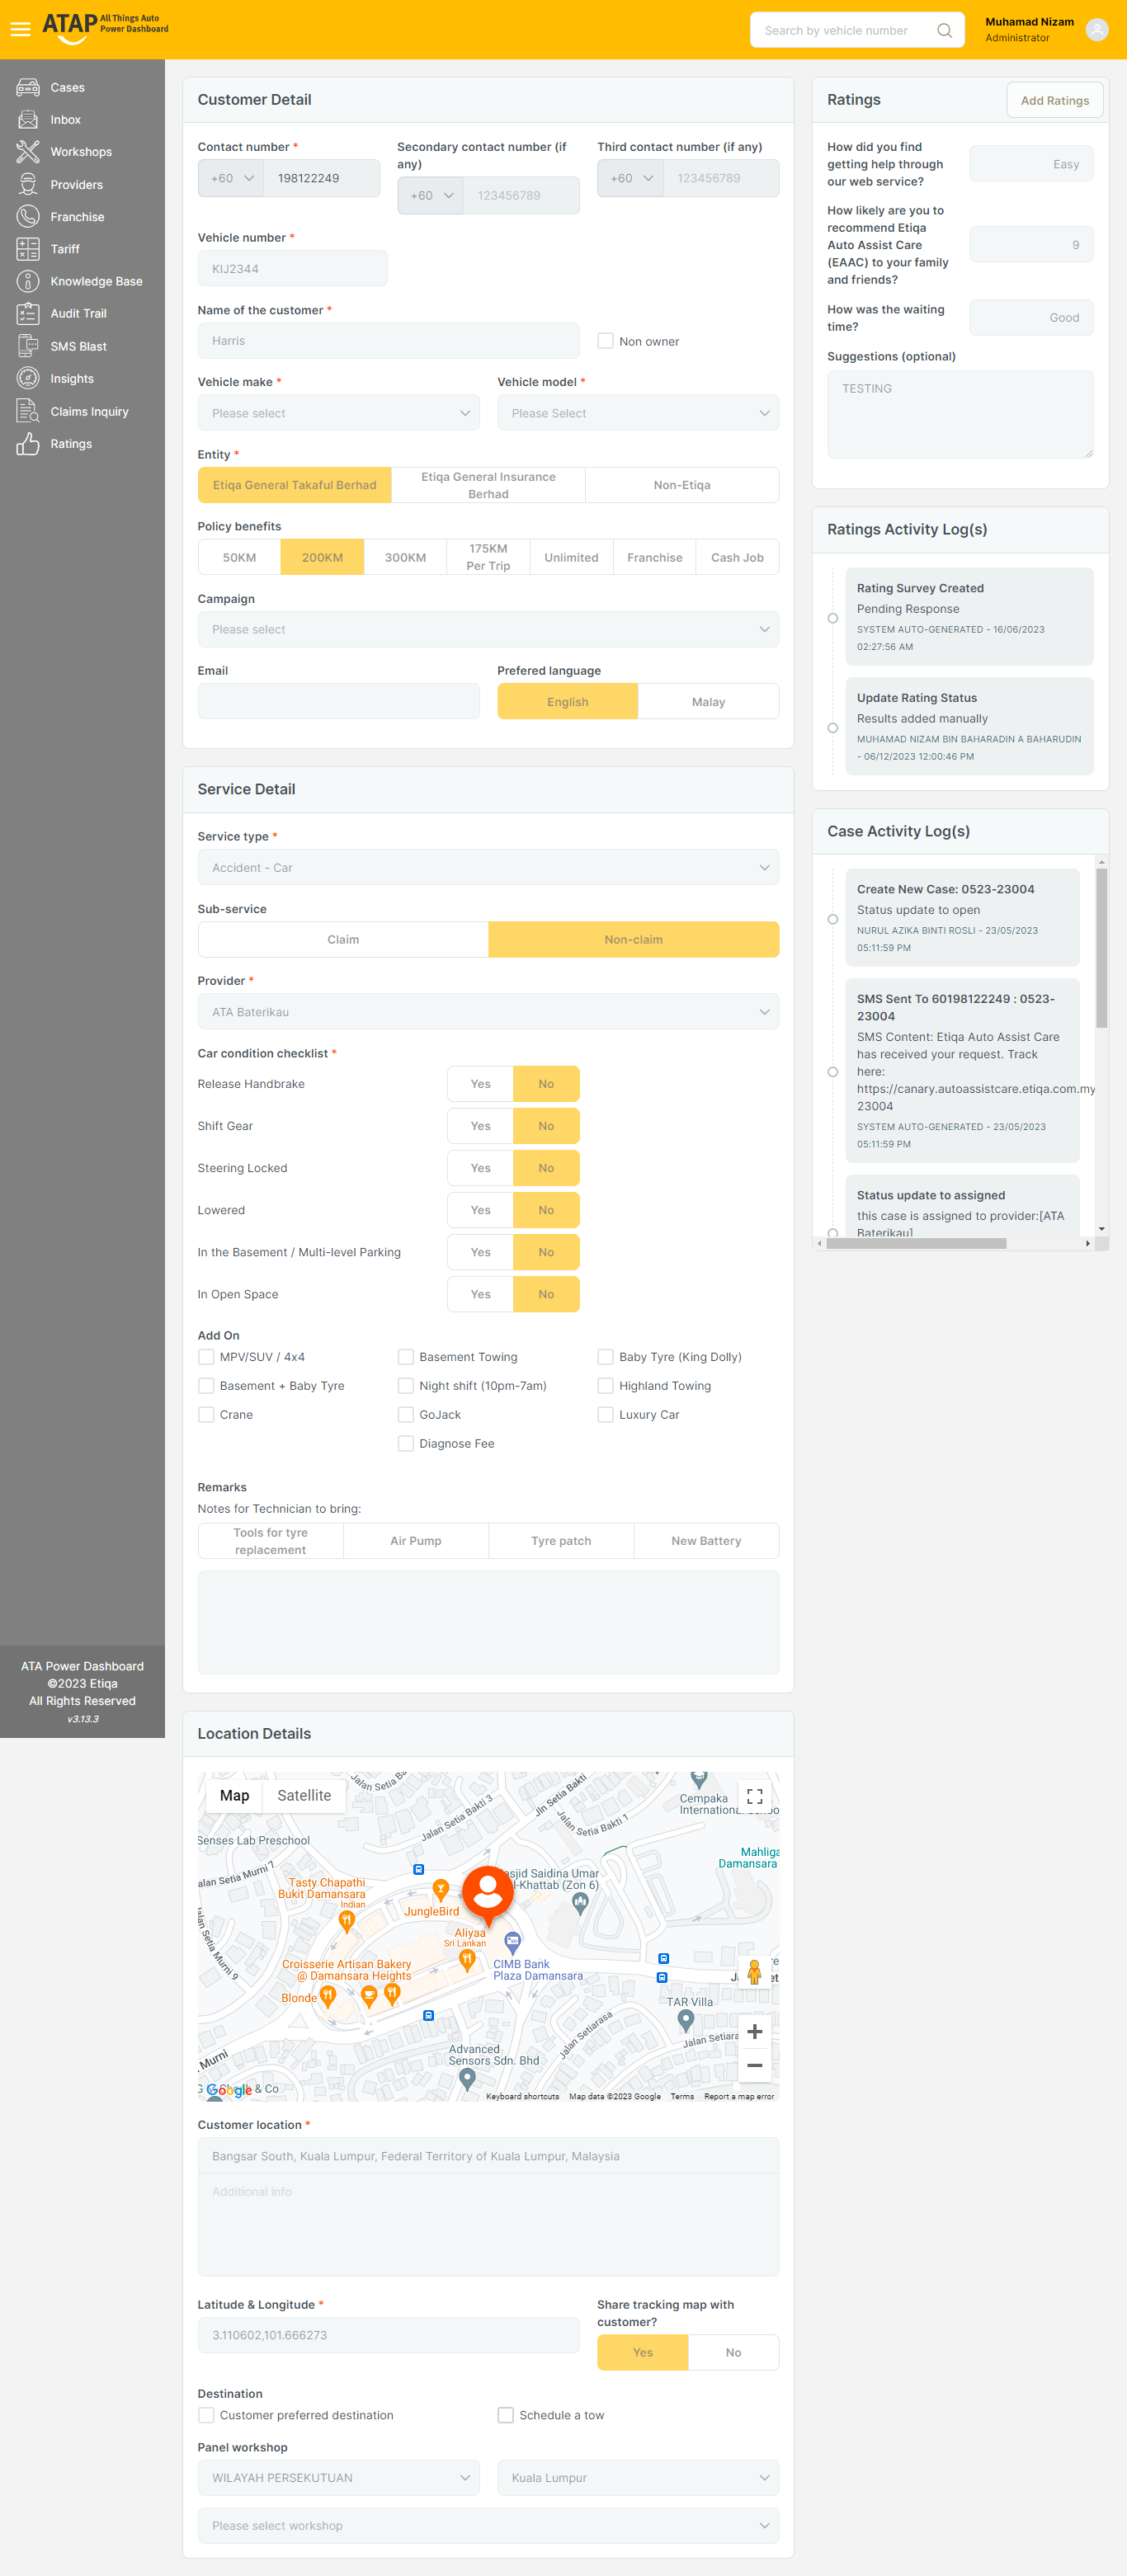 ATAP All Things Auto
Power Dashboard
Search by vehicle number
Muhamad Nizam
Administrator
Cases
Inbox
Workshops
Providers
Franchise
Tariff
Knowledge Base
Audit Trail
SMS Blast
Insights
Claims Inquiry
Ratings
ATA Power Dashboard
©2023 Etiqa
All Rights Reserved
v3.13.3
Customer Detail
Contact number *
+60 198122249
Secondary contact number (if
any)
+60 123456789
Third contact number (if any)
+60 123456789
Vehicle number *
KIJ2344
Name of the customer *
Harris
Non owner
Vehicle make *
Please select
Vehicle model *
Please Select
Entity *
Etiqa General Takaful Berhad
Etiqa General Insurance
Berhad
Non-Etiqa
Policy benefits
50KM
200KM
300KM
175KM
Per Trip
Unlimited
Franchise
Cash Job
Campaign
Please select
Email
Prefered language
English
Malay
Service Detail
Service type *
Accident - Car
Sub-service
Claim
Non-claim
Provider *
ATA Baterikau
Car condition checklist *
Release Handbrake Yes No
Shift Gear Yes No
Steering Locked Yes No
Lowered Yes No
In the Basement / Multi-level Parking Yes No
In Open Space Yes No
Add On
MPV/SUV / 4x4 Basement Towing Baby Tyre (King Dolly)
Basement + Baby Tyre Night shift (10pm-7am) Highland Towing
Crane GoJack Luxury Car
Diagnose Fee
Remarks
Notes for Technician to bring:
Tools for tyre
replacement
Air Pump
Tyre patch
New Battery
Location Details
Map Satellite
Jalan Setia Ba
Jln Setia Bakti
Jalan Setia Bakti 3
Jalan Setia Bakti 1
Cempaka
International
Senses Lab Preschool
Mahliga
Damansara
alan Setia Murni 7
asjid Saidina Umar
l-Khattab (Zon 6)
Tasty Chapathi
Bukit Damansara
Indian
JungleBird
Aliyaa
Sri Lankan
Jalan Setia Murni 9
CIMB Bank
Plaza Damansara
Croisserie Artisan Bakery
@ Damansara Heights
Blonde
TAR Villa
Jalan Setiarasa
Jalan Setiara
Murni
Advanced
Sensors Sdn. Bhd
& Co
Google
Keyboard shortcuts Map data ©2023 Google Terms Report a map error
Customer location *
Bangsar South, Kuala Lumpur, Federal Territory of Kuala Lumpur, Malaysia
Additional info
Latitude & Longitude *
3.110602,101.666273
Share tracking map with
customer?
Yes
No
Destination
Customer preferred destination
Schedule a tow
Panel workshop
WILAYAH PERSEKUTUAN
Kuala Lumpur
Please select workshop
Ratings
Add Ratings
How did you find
getting help through
our web service?
Easy
How likely are you to
recommend Etiqa
Auto Assist Care
(EAAC) to your family
and friends?
9
How was the waiting
time?
Good
Suggestions (optional)
TESTING
Ratings Activity Log(s)
Rating Survey Created
Pending Response
SYSTEM AUTO-GENERATED - 16/06/2023
02:27:56 AM
Update Rating Status
Results added manually
MUHAMAD NIZAM BIN BAHARADIN A BAHARUDIN
- 06/12/2023 12:00:46 PM
Case Activity Log(s)
Create New Case: 0523-23004
Status update to open
NURUL AZIKA BINTI ROSLI - 23/05/2023
05:11:59 PM
SMS Sent To 60198122249 : 0523-
23004
SMS Content: Etiqa Auto Assist Care
has received your request. Track
here:
https://canary.autoassistcare.etiqa.com.my
23004
SYSTEM AUTO-GENERATED - 23/05/2023
05:11:59 PM
Status update to assigned
this case is assigned to provider:[ATA
Baterikau]